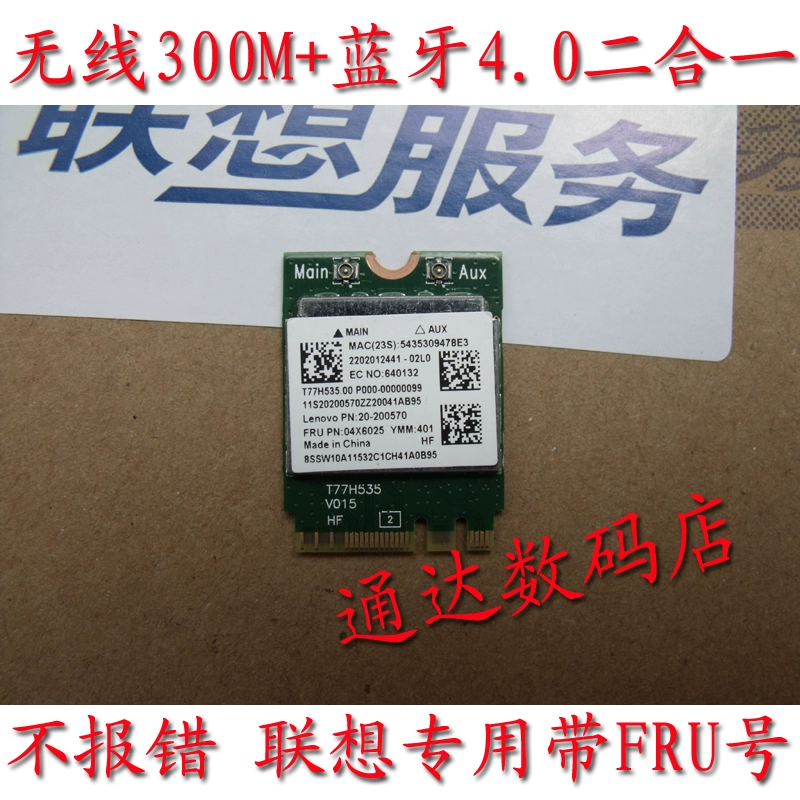 无线300M+蓝牙4.0二合一
联想服务
Main Aux
▲MAIN △AUX
MAC(23S):5435309478E3
2202012441 - 02L0
EC NO:640132
T77H535.00 P000-00000099
11S20200570ZZ20041AB95
Lenovo PN:20-200570
FRU PN:04X6025 YMM:401
Made in China HF
8SSW10A11532C1CH41A0B95
T77H535
V015
HF 2
通达数码店
不报错 联想专用带FRU号